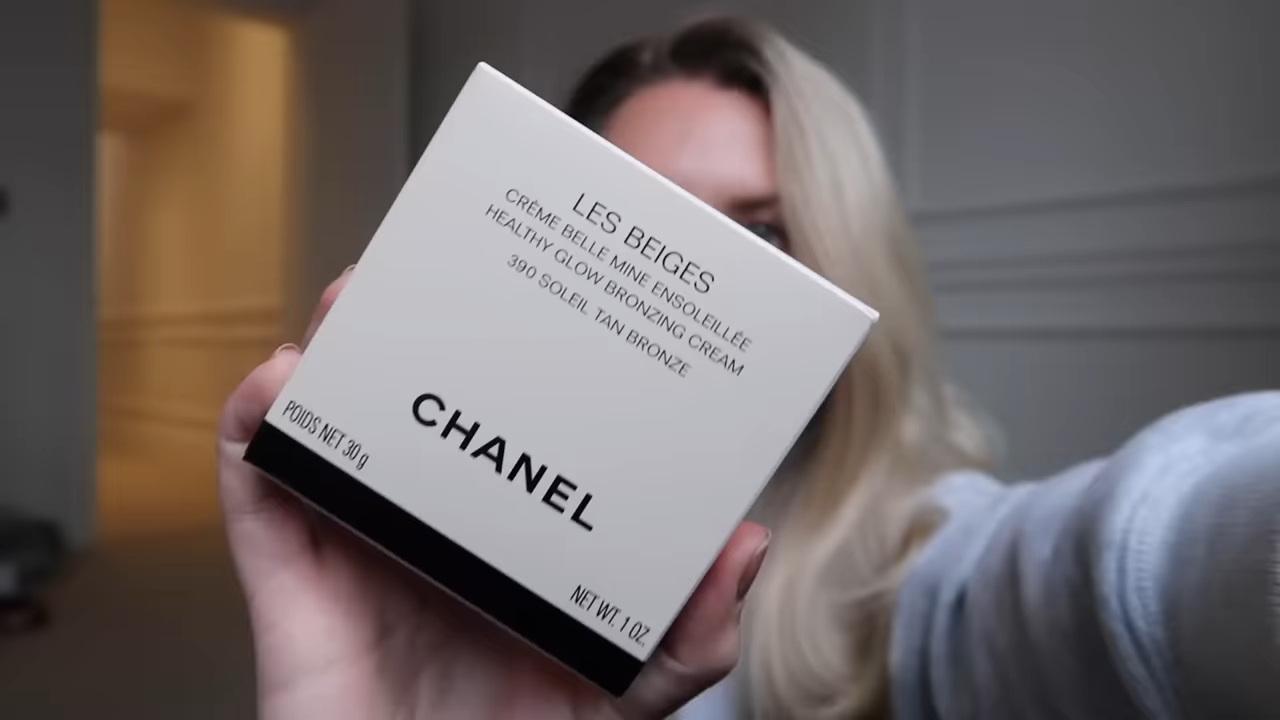 LES BEIGES
CRÈME BELLE MINE ENSOLEILLÉE
HEALTHY GLOW BRONZING CREAM
390 SOLEIL TAN BRONZE
CHANEL
POIDS NET 30 g
NET WT. 1 OZ.